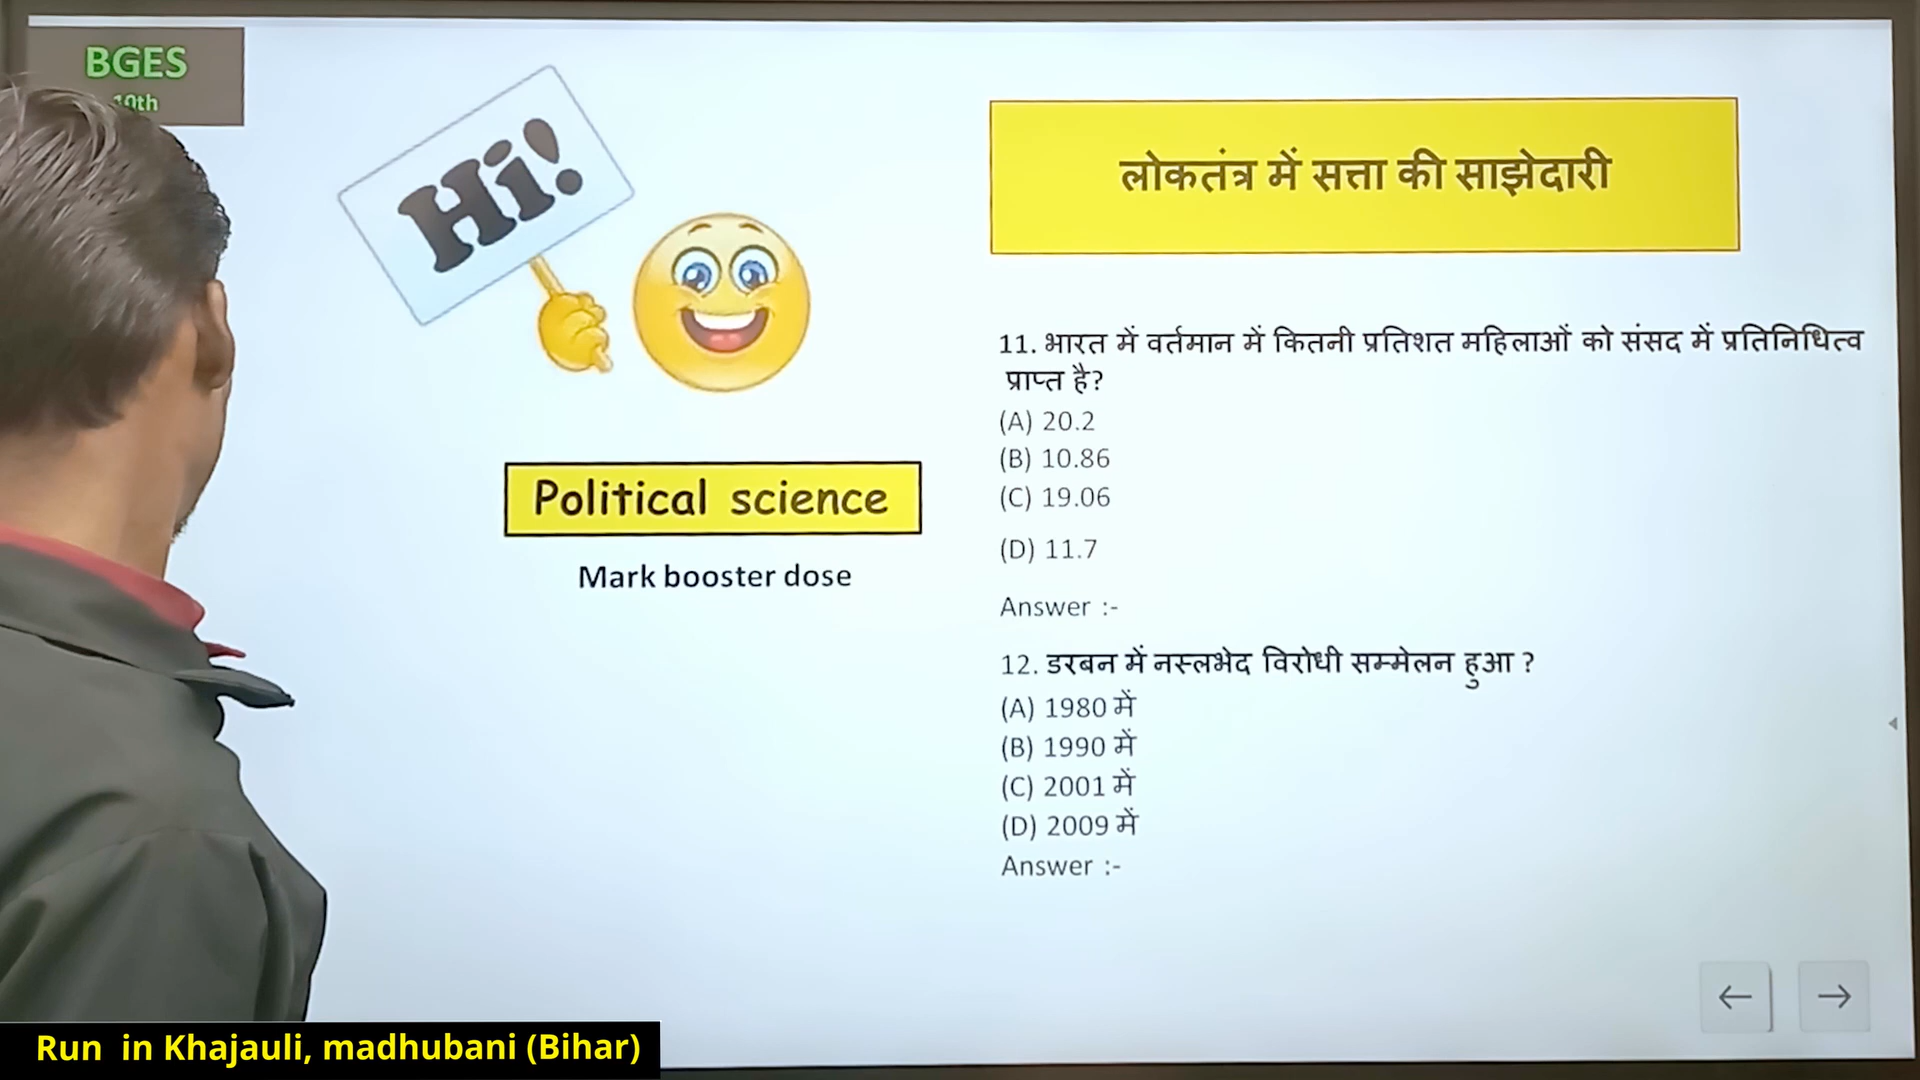 BGES
10th
Hi!
लोकतंत्र में सत्ता की साझेदारी
Political science
Mark booster dose
11. भारत में वर्तमान में कितनी प्रतिशत महिलाओं को संसद में प्रतिनिधित्व
प्राप्त है?
(A) 20.2
(B) 10.86
(C) 19.06
(D) 11.7
Answer :-
12. डरबन में नस्लभेद विरोधी सम्मेलन हुआ ?
(A) 1980 में
(B) 1990 में
(C) 2001 में
(D) 2009 में
Answer :-
Run in Khajauli, madhubani (Bihar)